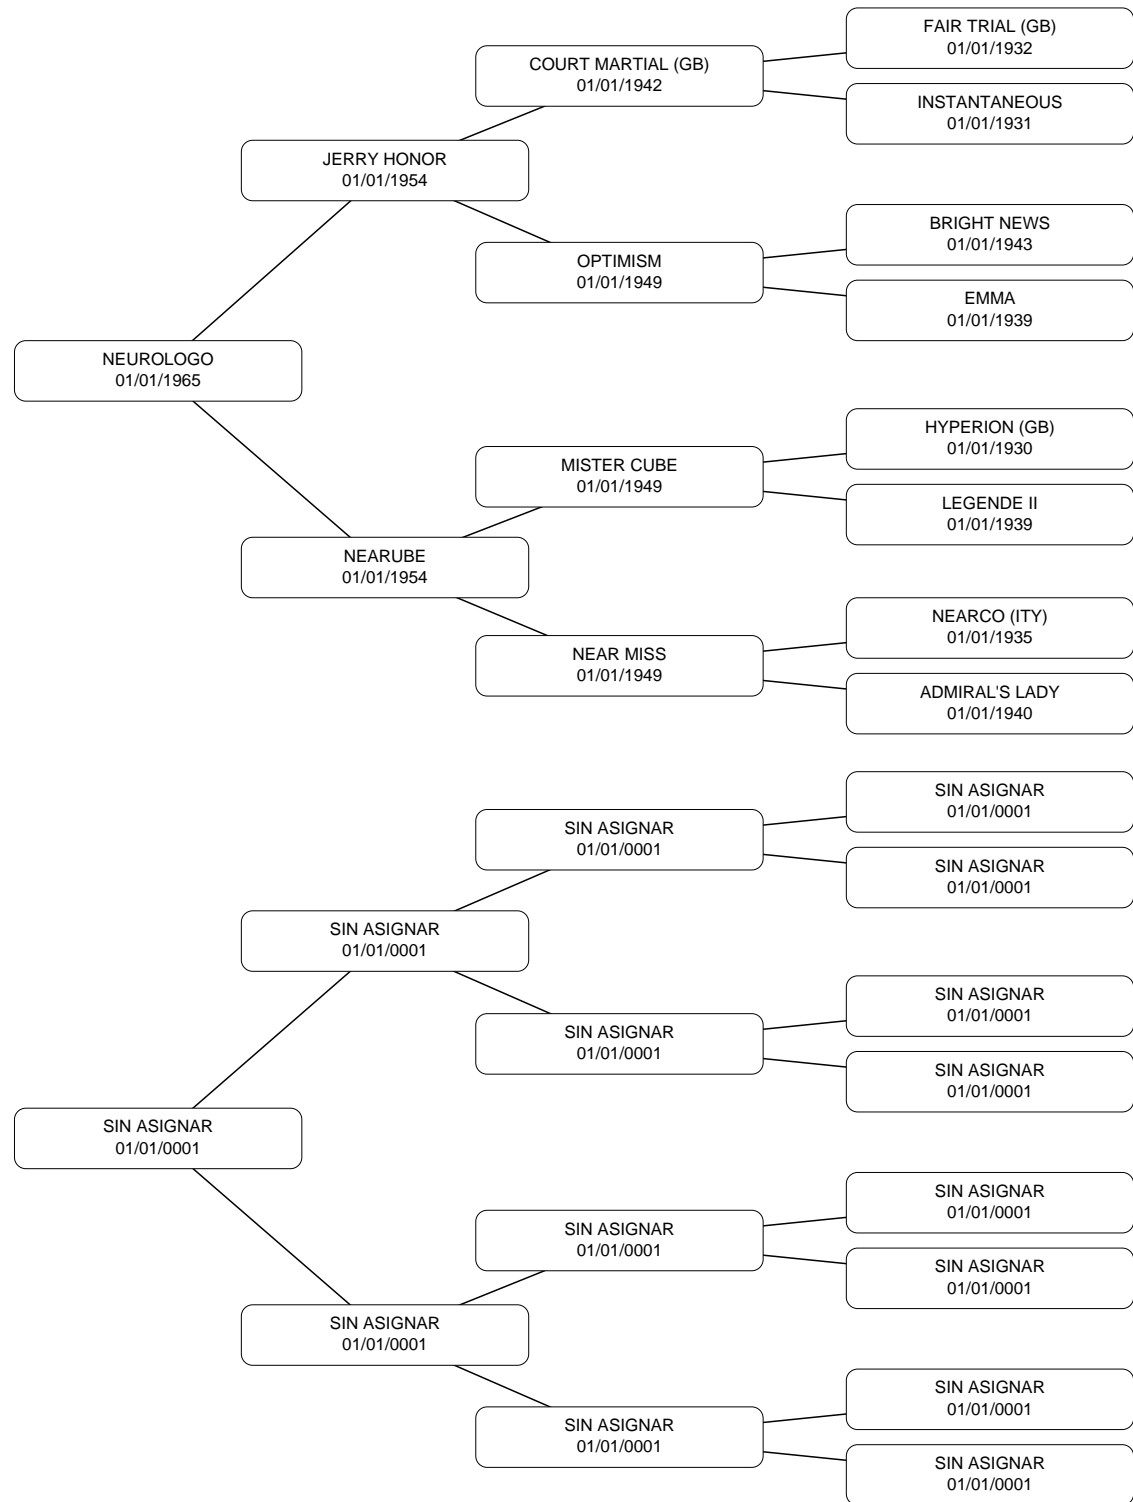 FAIR TRIAL (GB)
01/01/1932
COURT MARTIAL (GB)
01/01/1942
INSTANTANEOUS
01/01/1931
JERRY HONOR
01/01/1954
BRIGHT NEWS
01/01/1943
OPTIMISM
01/01/1949
EMMA
01/01/1939
NEUROLOGO
01/01/1965
HYPERION (GB)
01/01/1930
MISTER CUBE
01/01/1949
LEGENDE II
01/01/1939
NEARUBE
01/01/1954
NEARCO (ITY)
01/01/1935
NEAR MISS
01/01/1949
ADMIRAL'S LADY
01/01/1940
SIN ASIGNAR
01/01/0001
SIN ASIGNAR
01/01/0001
SIN ASIGNAR
01/01/0001
SIN ASIGNAR
01/01/0001
SIN ASIGNAR
01/01/0001
SIN ASIGNAR
01/01/0001
SIN ASIGNAR
01/01/0001
SIN ASIGNAR
01/01/0001
SIN ASIGNAR
01/01/0001
SIN ASIGNAR
01/01/0001
SIN ASIGNAR
01/01/0001
SIN ASIGNAR
01/01/0001
SIN ASIGNAR
01/01/0001
SIN ASIGNAR
01/01/0001
SIN ASIGNAR
01/01/0001